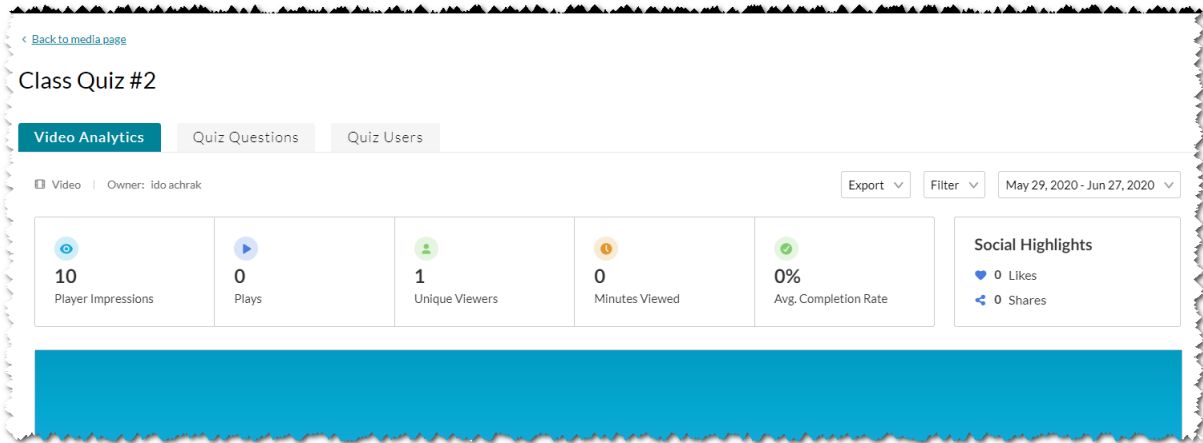 Back to media page
Class Quiz #2
Video Analytics Quiz Questions Quiz Users
Video | Owner: ido achrak
Export Filter May 29, 2020 - Jun 27, 2020
10
Player Impressions
0
Plays
1
Unique Viewers
0
Minutes Viewed
0%
Avg. Completion Rate
Social Highlights
0 Likes
0 Shares